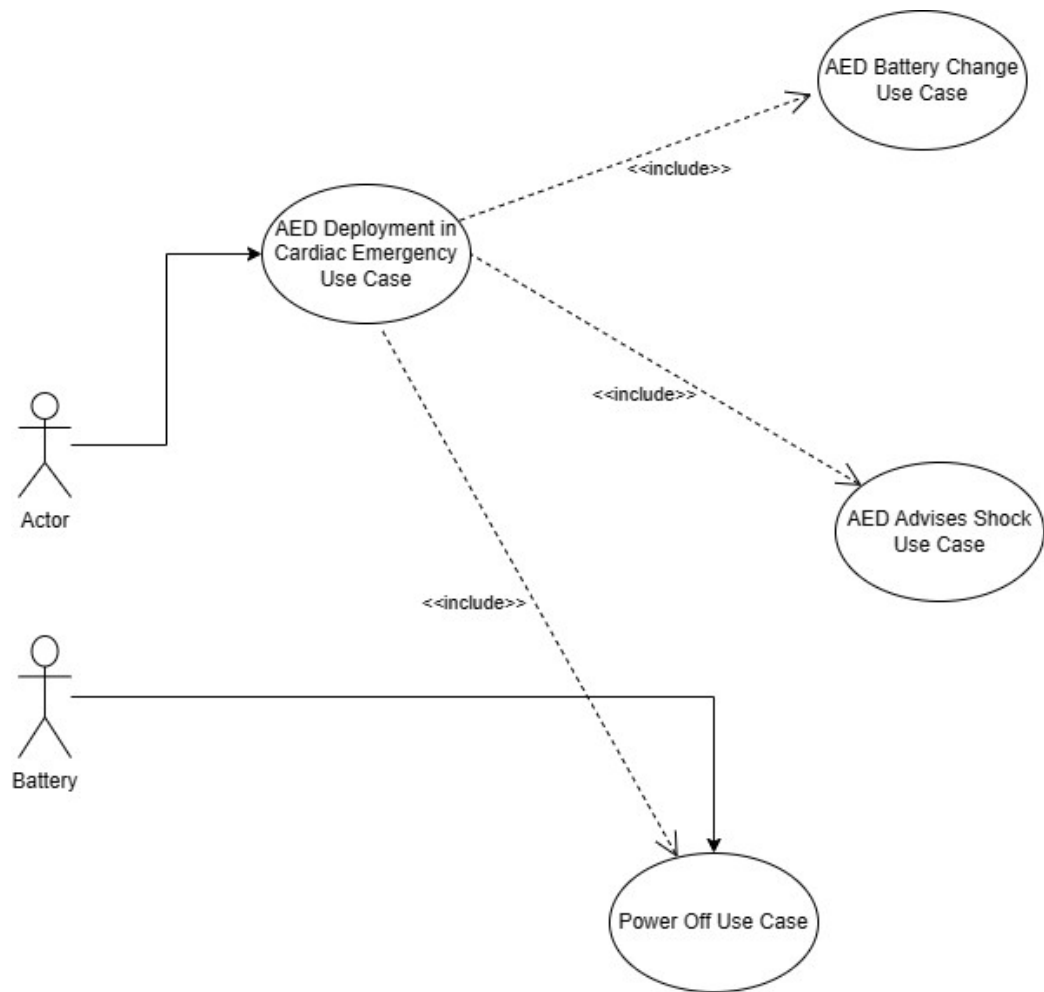 AED Battery Change
Use Case
<<include>>
AED Deployment in
Cardiac Emergency
Use Case
<<include>>
Actor
AED Advises Shock
Use Case
<<include>>
Battery
Power Off Use Case